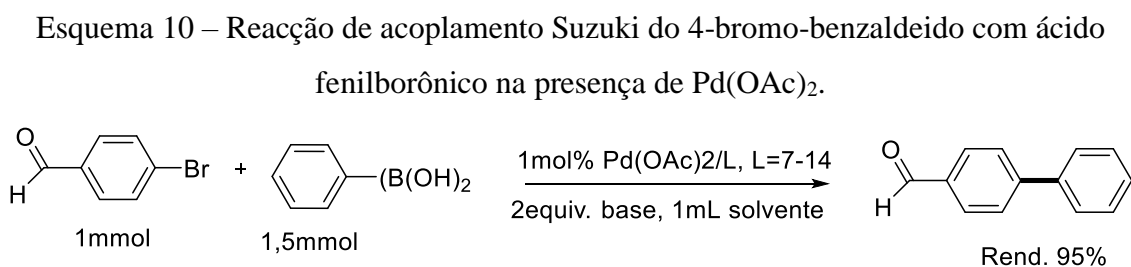 Esquema 10 – Reacção de acoplamento Suzuki do 4-bromo-benzaldeido com ácido
fenilborônico na presença de Pd(OAc)₂.
O
H
Br
+
(B(OH)₂
1mmol
1,5mmol
1mol% Pd(OAc)2/L, L=7-14
2equiv. base, 1mL solvente
O
H
Rend. 95%